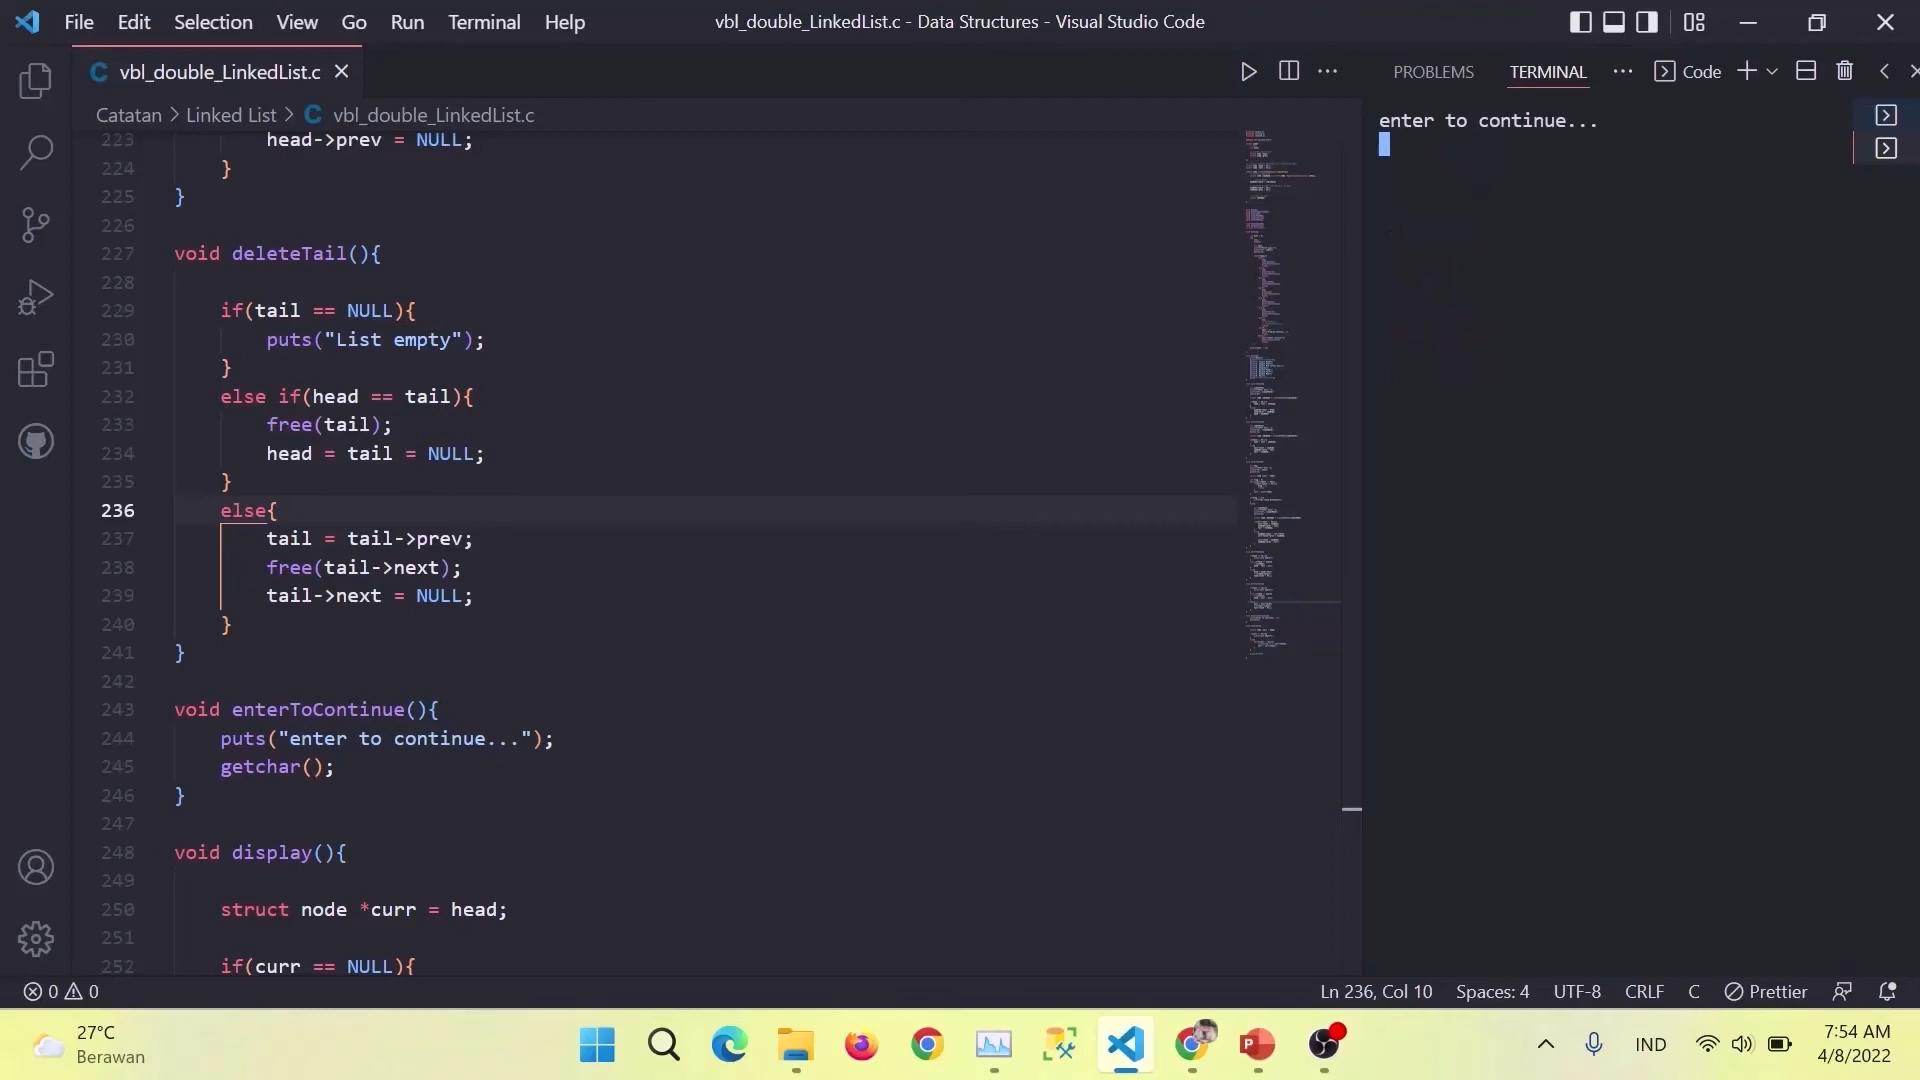 File Edit Selection View Go Run Terminal Help vbl_double_LinkedList.c - Data Structures - Visual Studio Code
vbl_double_LinkedList.c
PROBLEMS TERMINAL Code
Catatan > Linked List > vbl_double_LinkedList.c
223 head->prev = NULL;
224 }
225 }
226
227 void deleteTail(){
228
229 if(tail == NULL){
230 puts("List empty");
231 }
232 else if(head == tail){
233 free(tail);
234 head = tail = NULL;
235 }
236 else{
237 tail = tail->prev;
238 free(tail->next);
239 tail->next = NULL;
240 }
241 }
242
243 void enterToContinue(){
244 puts("enter to continue...");
245 getchar();
246 }
247
248 void display(){
249
250 struct node *curr = head;
251
252 if(curr == NULL){
enter to continue...
0 0 Ln 236, Col 10 Spaces: 4 UTF-8 CRLF C Prettier
27°C
Berawan
IND
7:54 AM
4/8/2022